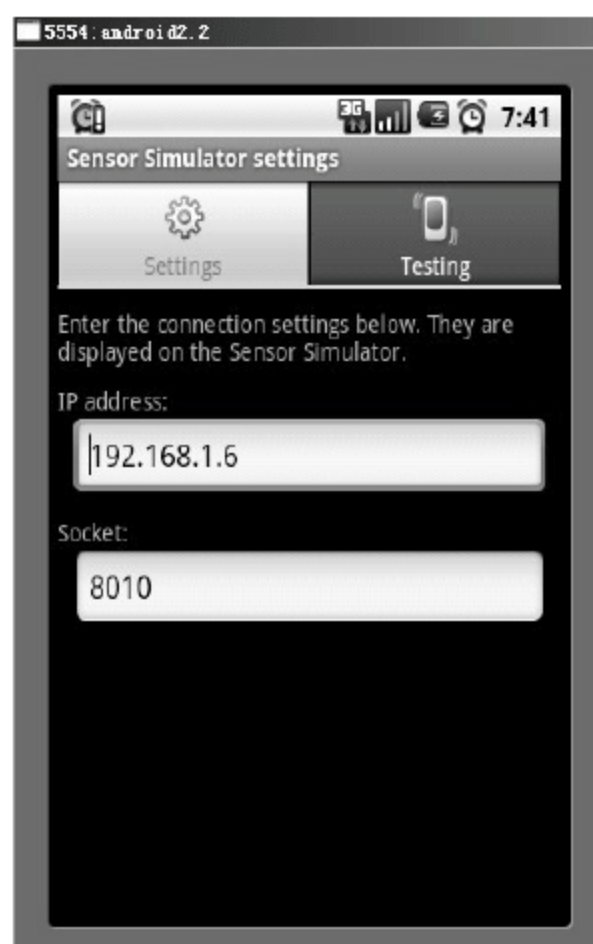 5554:android2.2
3G 7:41
Sensor Simulator settings
Settings Testing
Enter the connection settings below. They are
displayed on the Sensor Simulator.
IP address:
192.168.1.6
Socket:
8010